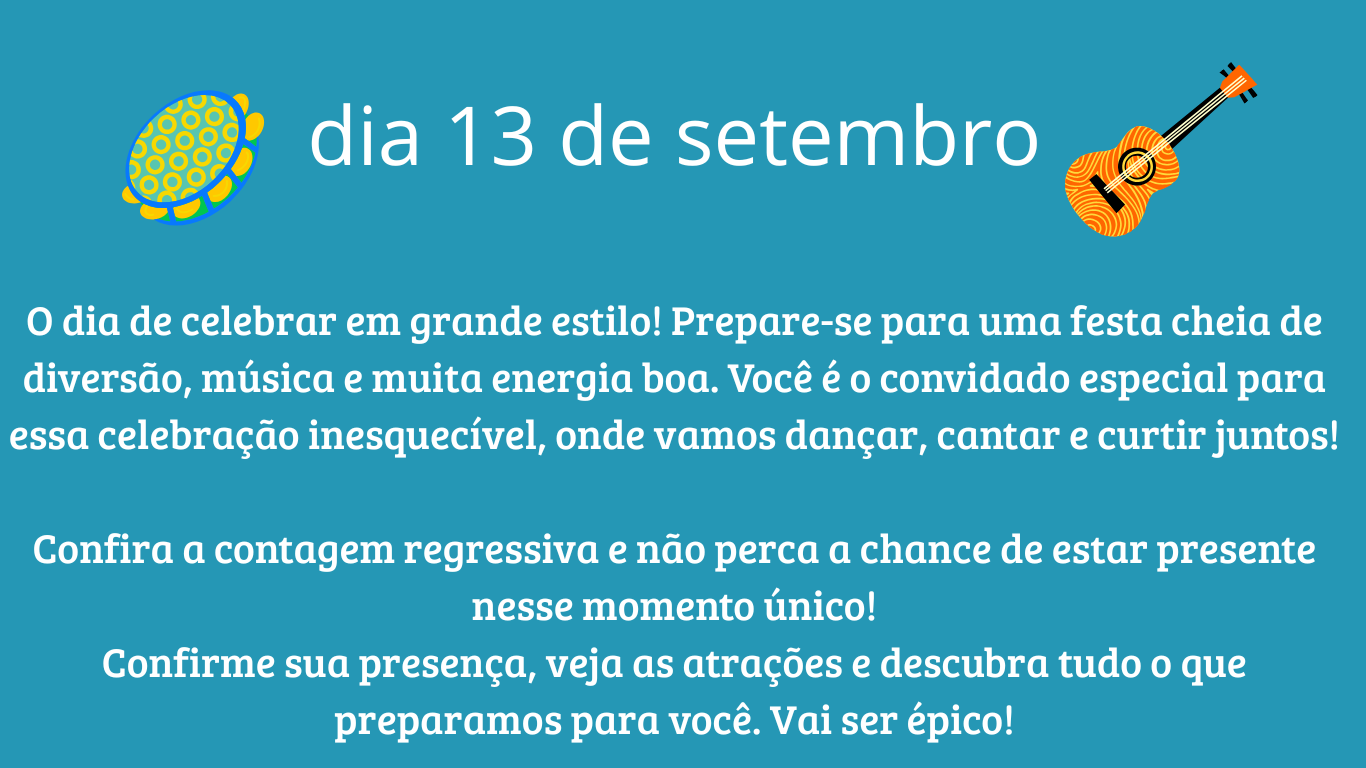 dia 13 de setembro
O dia de celebrar em grande estilo! Prepare-se para uma festa cheia de
diversão, música e muita energia boa. Você é o convidado especial para
essa celebração inesquecível, onde vamos dançar, cantar e curtir juntos!
Confira a contagem regressiva e não perca a chance de estar presente
nesse momento único!
Confirme sua presença, veja as atrações e descubra tudo o que
preparamos para você. Vai ser épico!